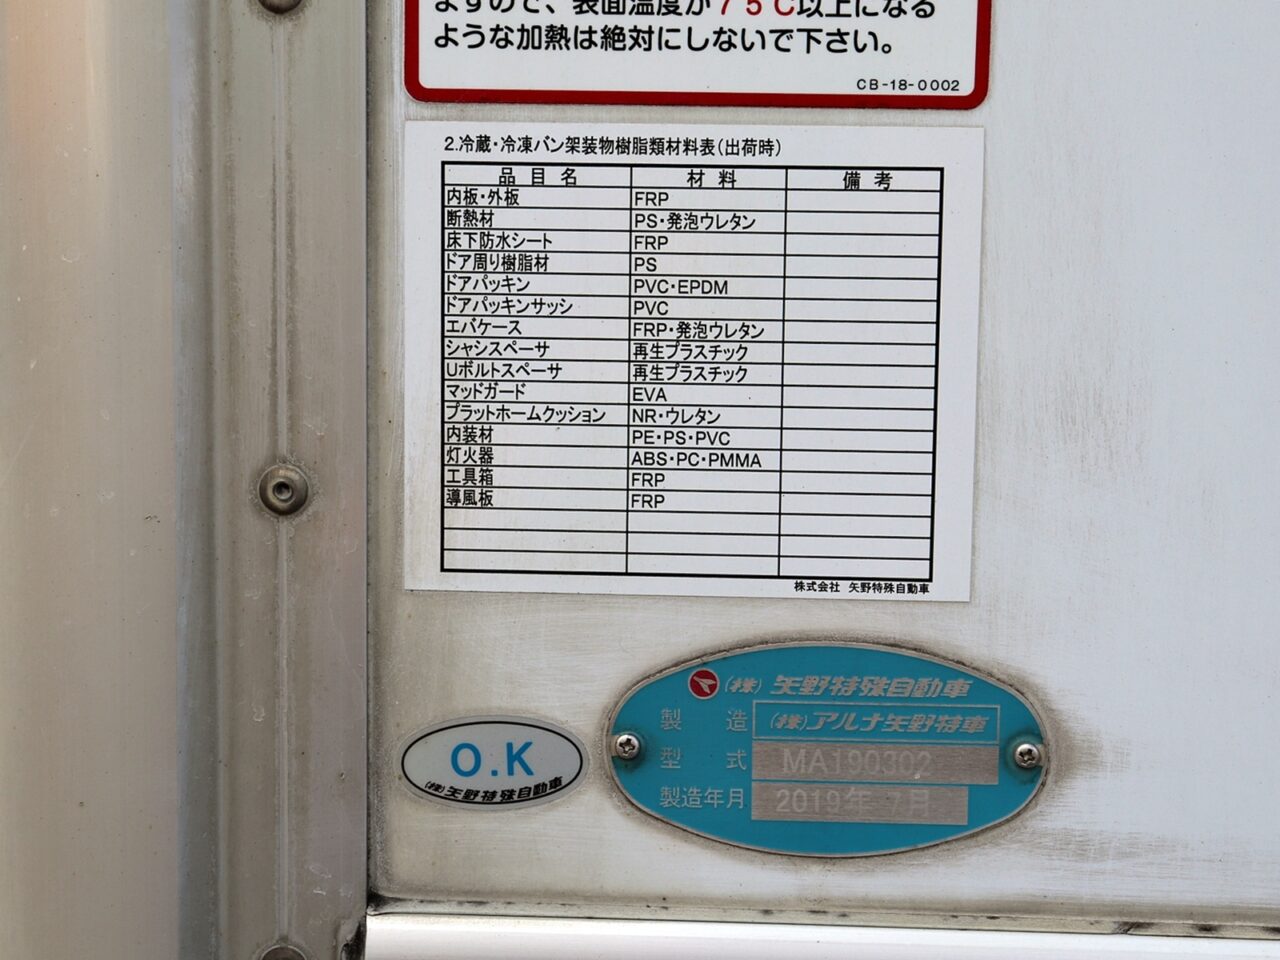 ますので、表面温度が75℃以上になる
ような加熱は絶対にしないで下さい。
CB-18-0002
2.冷蔵・冷凍バン架装物樹脂類材料表(出荷時)
品目名 材料 備考
内板・外板 FRP
断熱材 PS・発泡ウレタン
床下防水シート FRP
ドア周り樹脂材 PS
ドアパッキン PVC・EPDM
ドアパッキンサッシ PVC
エバケース FRP・発泡ウレタン
シャシスペーサ 再生プラスチック
Uボルトスペーサ 再生プラスチック
マッドガード EVA
プラットホームクッション NR・ウレタン
内装材 PE・PS・PVC
灯火器 ABS・PC・PMMA
工具箱 FRP
導風板 FRP
株式会社 矢野特殊自動車
(株)矢野特殊自動車
製造 (株)アルナ矢野特車
型式 MA190302
製造年月 2019年 7月
O.K
(株)矢野特殊自動車